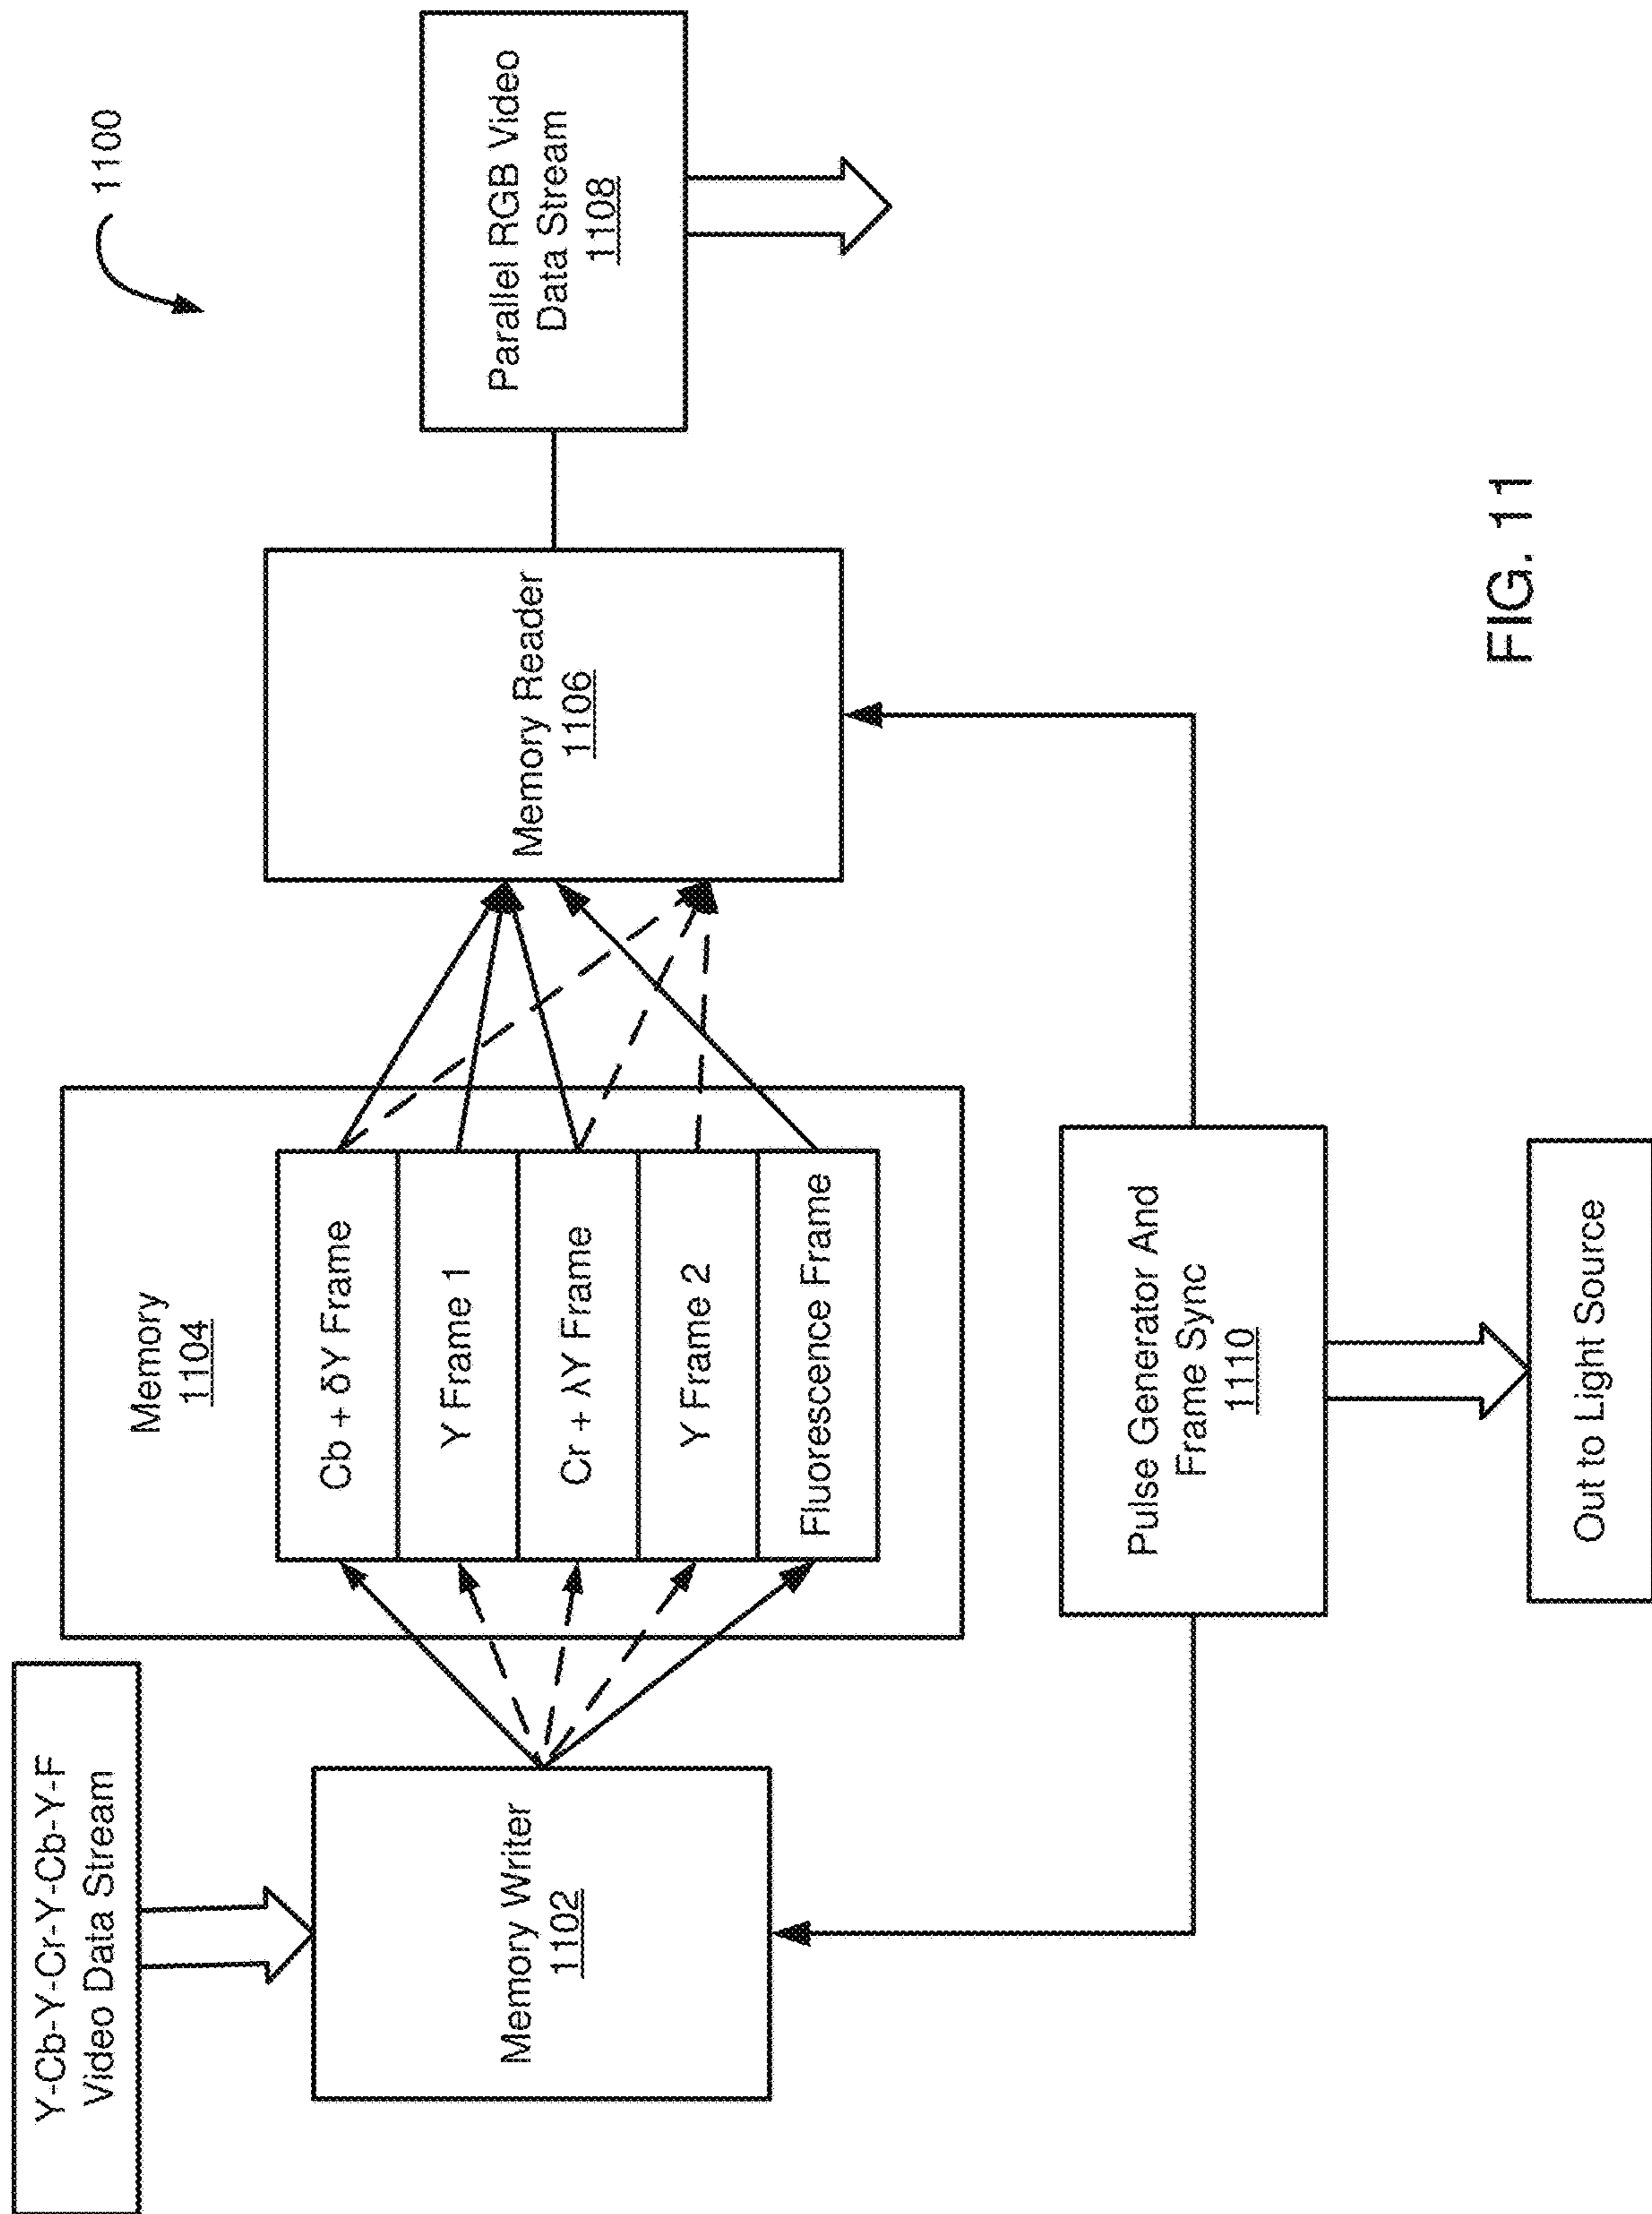 1100
Y-Cb-Y-Cr-Y-Cb-Y-F
Video Data Stream
Memory Writer
1102
Memory
1104
Cb + δY Frame
Y Frame 1
Cr + λY Frame
Y Frame 2
Fluorescence Frame
Memory Reader
1106
Parallel RGB Video
Data Stream
1108
Pulse Generator And
Frame Sync
1110
Out to Light Source
FIG. 11